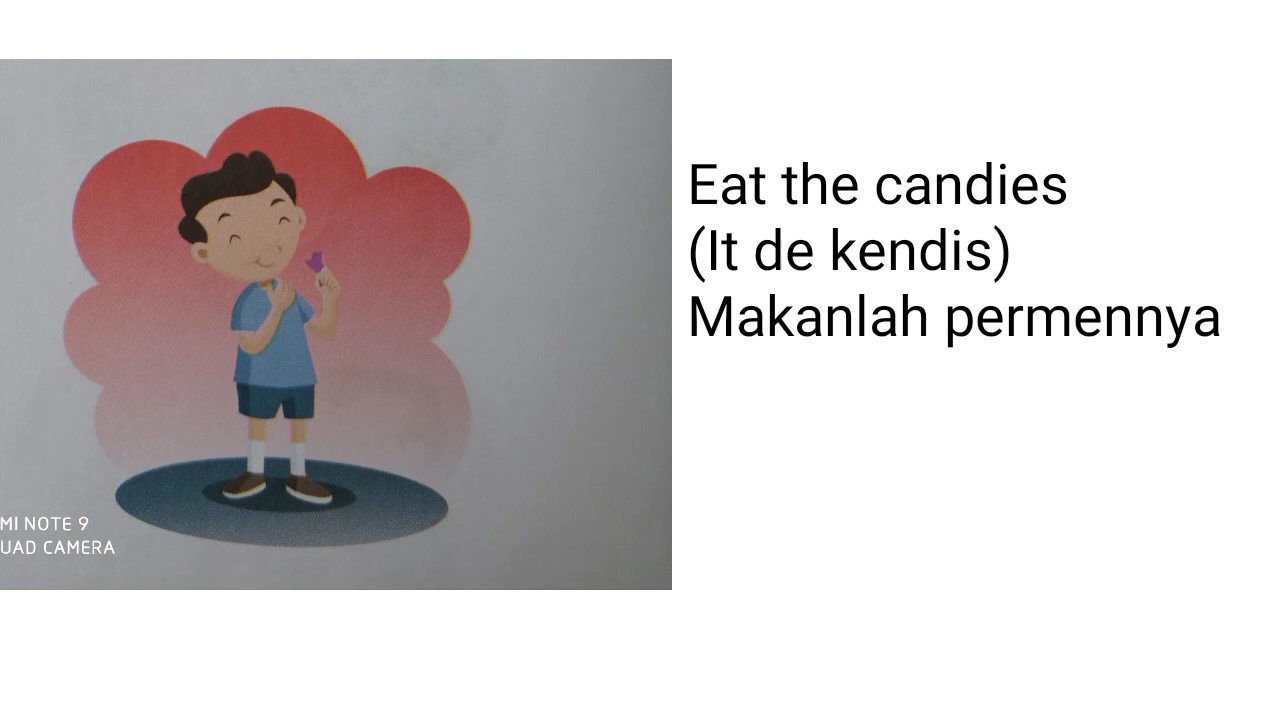 Eat the candies
(It de kendis)
Makanlah permennya
MI NOTE 9
UAD CAMERA